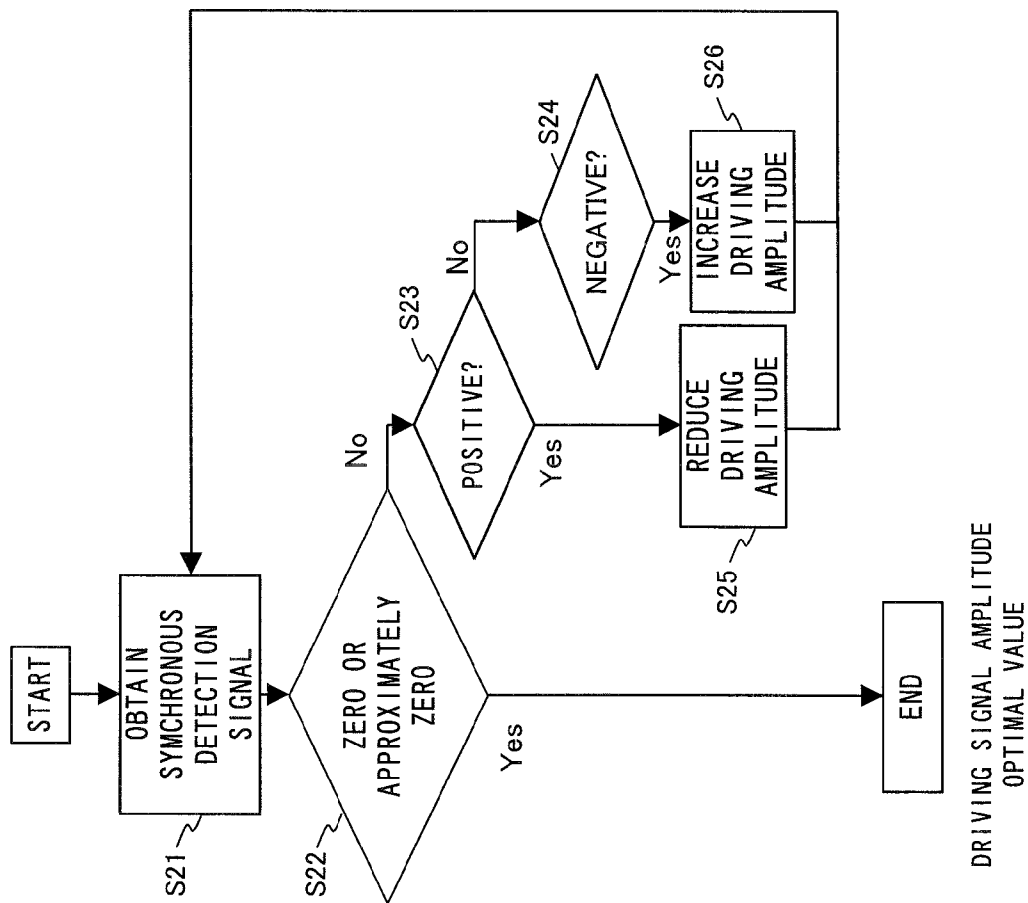 START
S21
OBTAIN
SYMCHRONOUS
DETECTION
SIGNAL
S22
ZERO OR
APPROXIMATELY
ZERO
No
Yes
S23
POSITIVE?
No
Yes
S24
NEGATIVE?
Yes
S25
REDUCE
DRIVING
AMPLITUDE
S26
INCREASE
DRIVING
AMPLITUDE
END
DRIVING SIGNAL AMPLITUDE
OPTIMAL VALUE